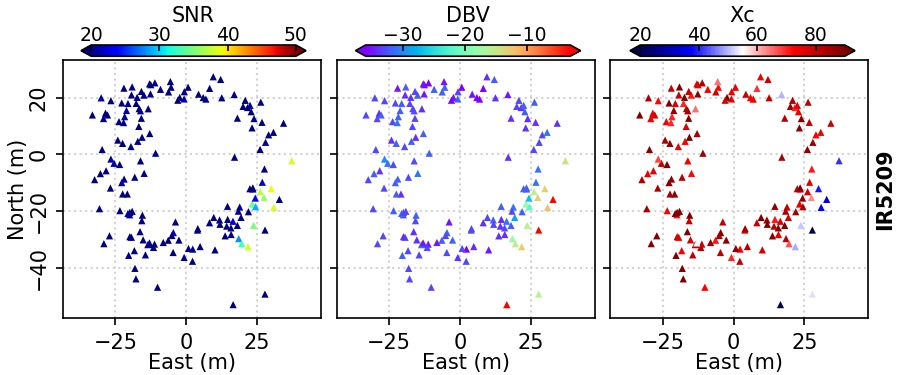 SNR DBV Xc
20 30 40 50 −30 −20 −10 20 40 60 80
20
0
−20
−40
North (m)
−25 0 25 −25 0 25 −25 0 25
East (m) East (m) East (m)
IR5209